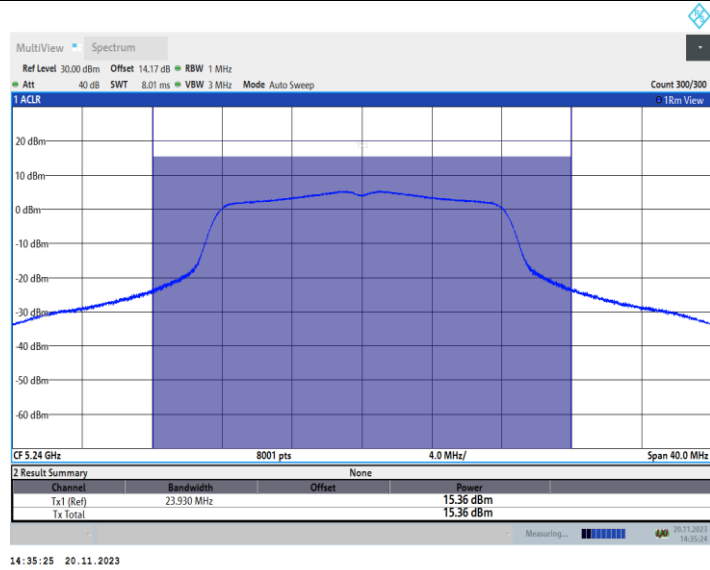 MultiView Spectrum
Ref Level 30.00 dBm Offset 14.17 dB RBW 1 MHz
Att 40 dB SWT 8.01 ms VBW 3 MHz Mode Auto Sweep Count 300/300
1 ACLR 1Rm View
20 dBm
10 dBm
0 dBm
-10 dBm
-20 dBm
-30 dBm
-40 dBm
-50 dBm
-60 dBm
CF 5.24 GHz 8001 pts 4.0 MHz/ Span 40.0 MHz
2 Result Summary None
Channel Bandwidth Offset Power
Tx1 (Ref) 23.930 MHz 15.36 dBm
Tx Total 15.36 dBm
Measuring... 20.11.2023
14:35:24
14:35:25 20.11.2023